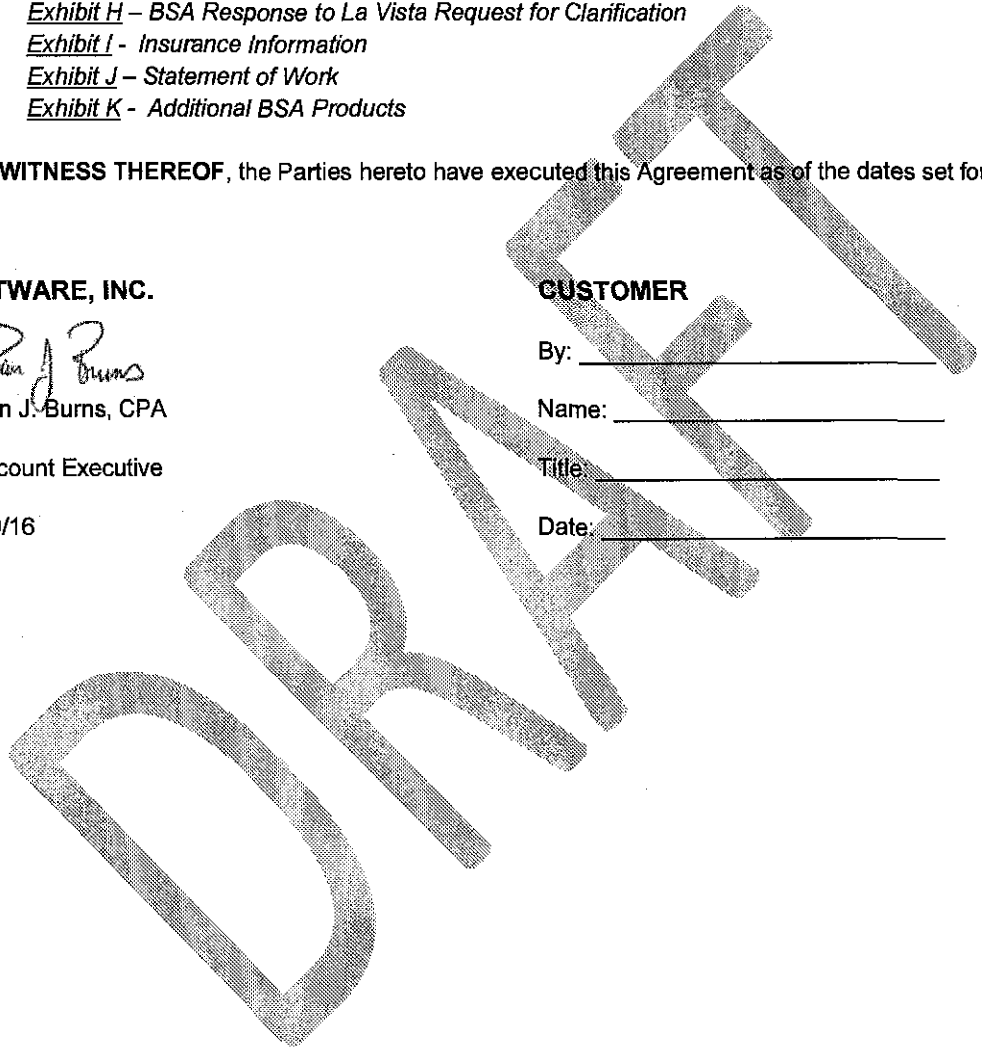 Exhibit H – BSA Response to La Vista Request for Clarification
Exhibit I - Insurance Information
Exhibit J – Statement of Work
Exhibit K - Additional BSA Products
WITNESS THEREOF, the Parties hereto have executed this Agreement as of the dates set for
TWARE, INC.
CUSTOMER
By:
n J. Burns, CPA
Name:
count Executive
Title:
/16
Date:
DRAFT